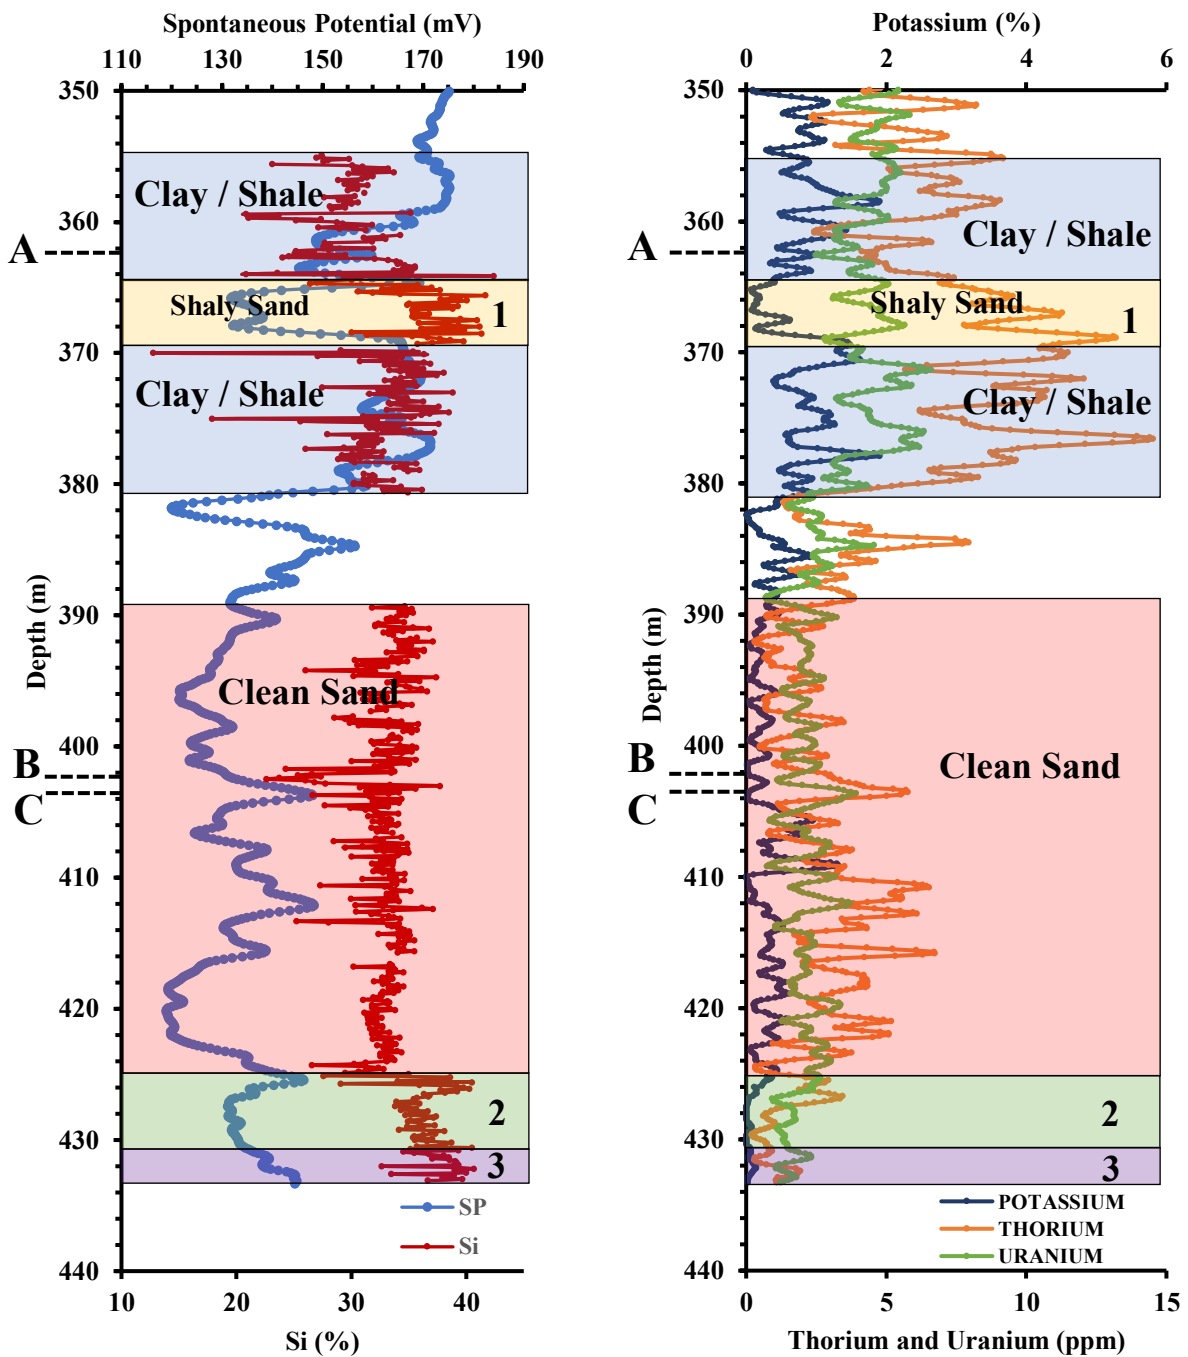 Spontaneous Potential (mV)
110 130 150 170 190
350
360
370
380
390
400
410
420
430
440
Depth (m)
A
B
C
Clay / Shale
Shaly Sand
1
Clay / Shale
Clean Sand
2
3
SP
Si
10 20 30 40
Si (%)
Potassium (%)
0 2 4 6
350
360
370
380
390
400
410
420
430
440
Depth (m)
A
B
C
Clay / Shale
Shaly Sand
1
Clay / Shale
Clean Sand
2
3
POTASSIUM
THORIUM
URANIUM
0 5 10 15
Thorium and Uranium (ppm)